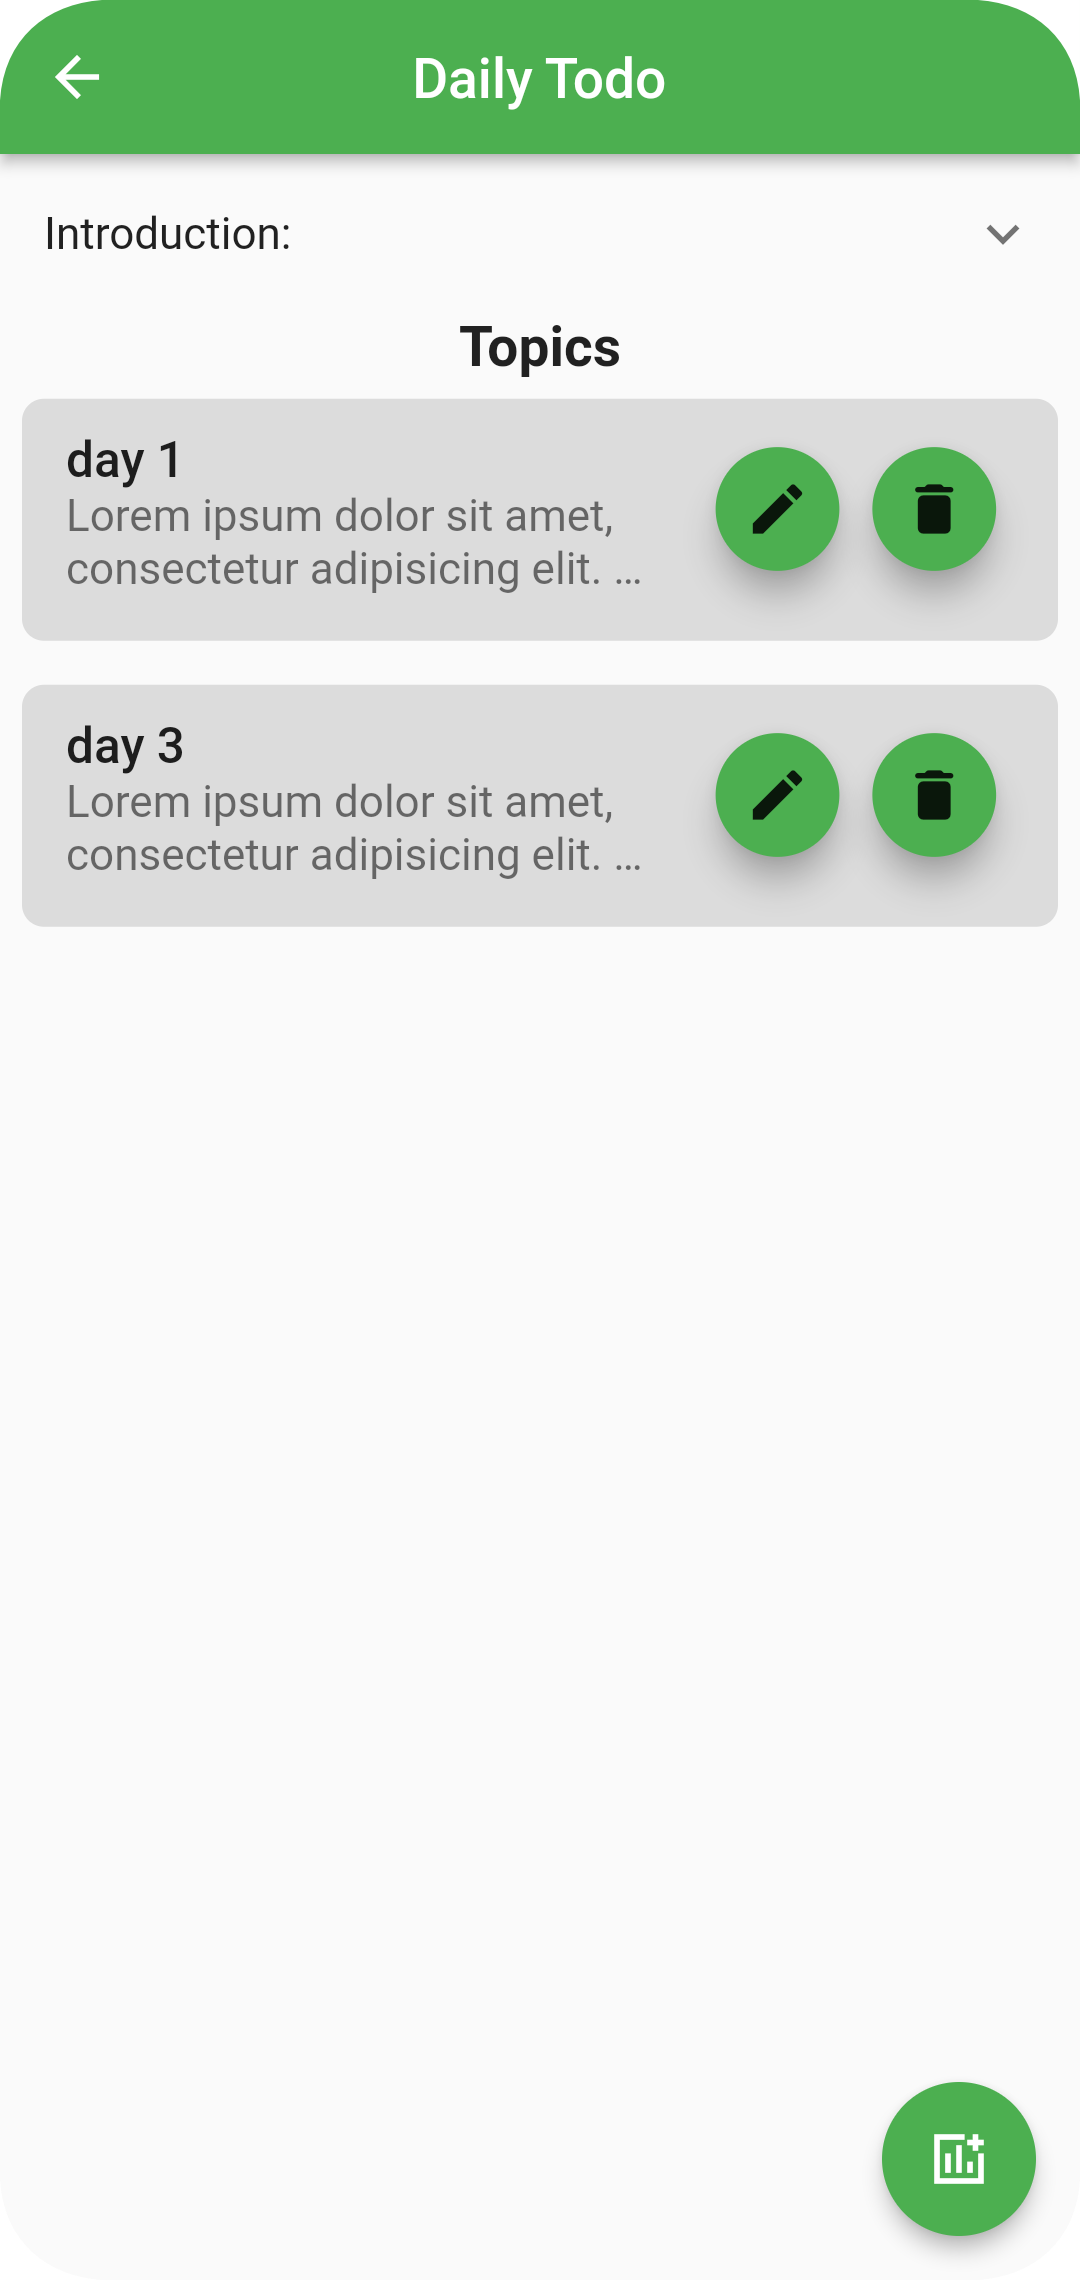 Daily Todo
Introduction:
Topics
day 1
Lorem ipsum dolor sit amet,
consectetur adipisicing elit. ...
day 3
Lorem ipsum dolor sit amet,
consectetur adipisicing elit. ...